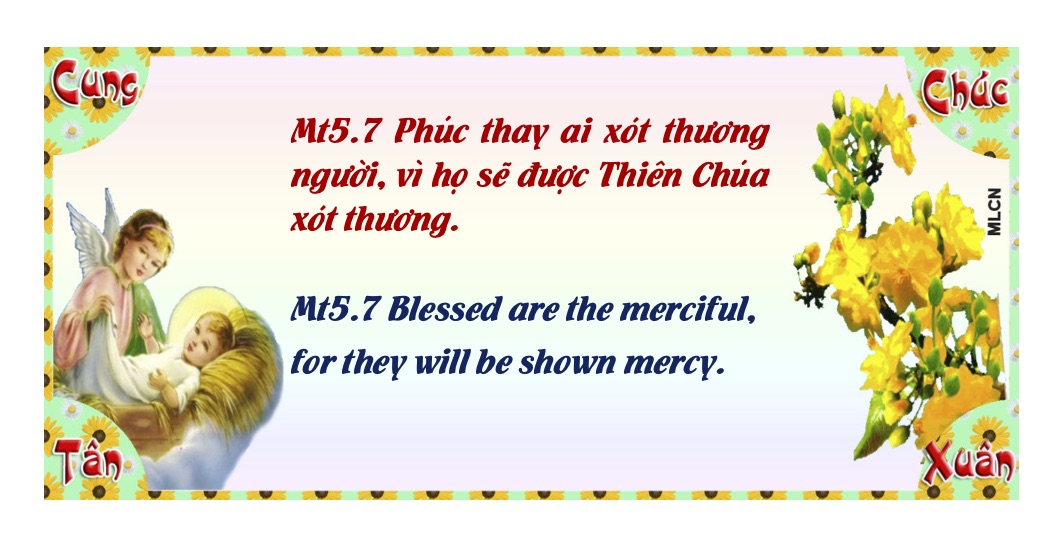 Cung
Chúc
Mt5.7 Phúc thay ai xót thương
người, vì họ sẽ được Thiên Chúa
xót thương.
MLCN
Mt5.7 Blessed are the merciful,
for they will be shown mercy.
Tân
Xuân